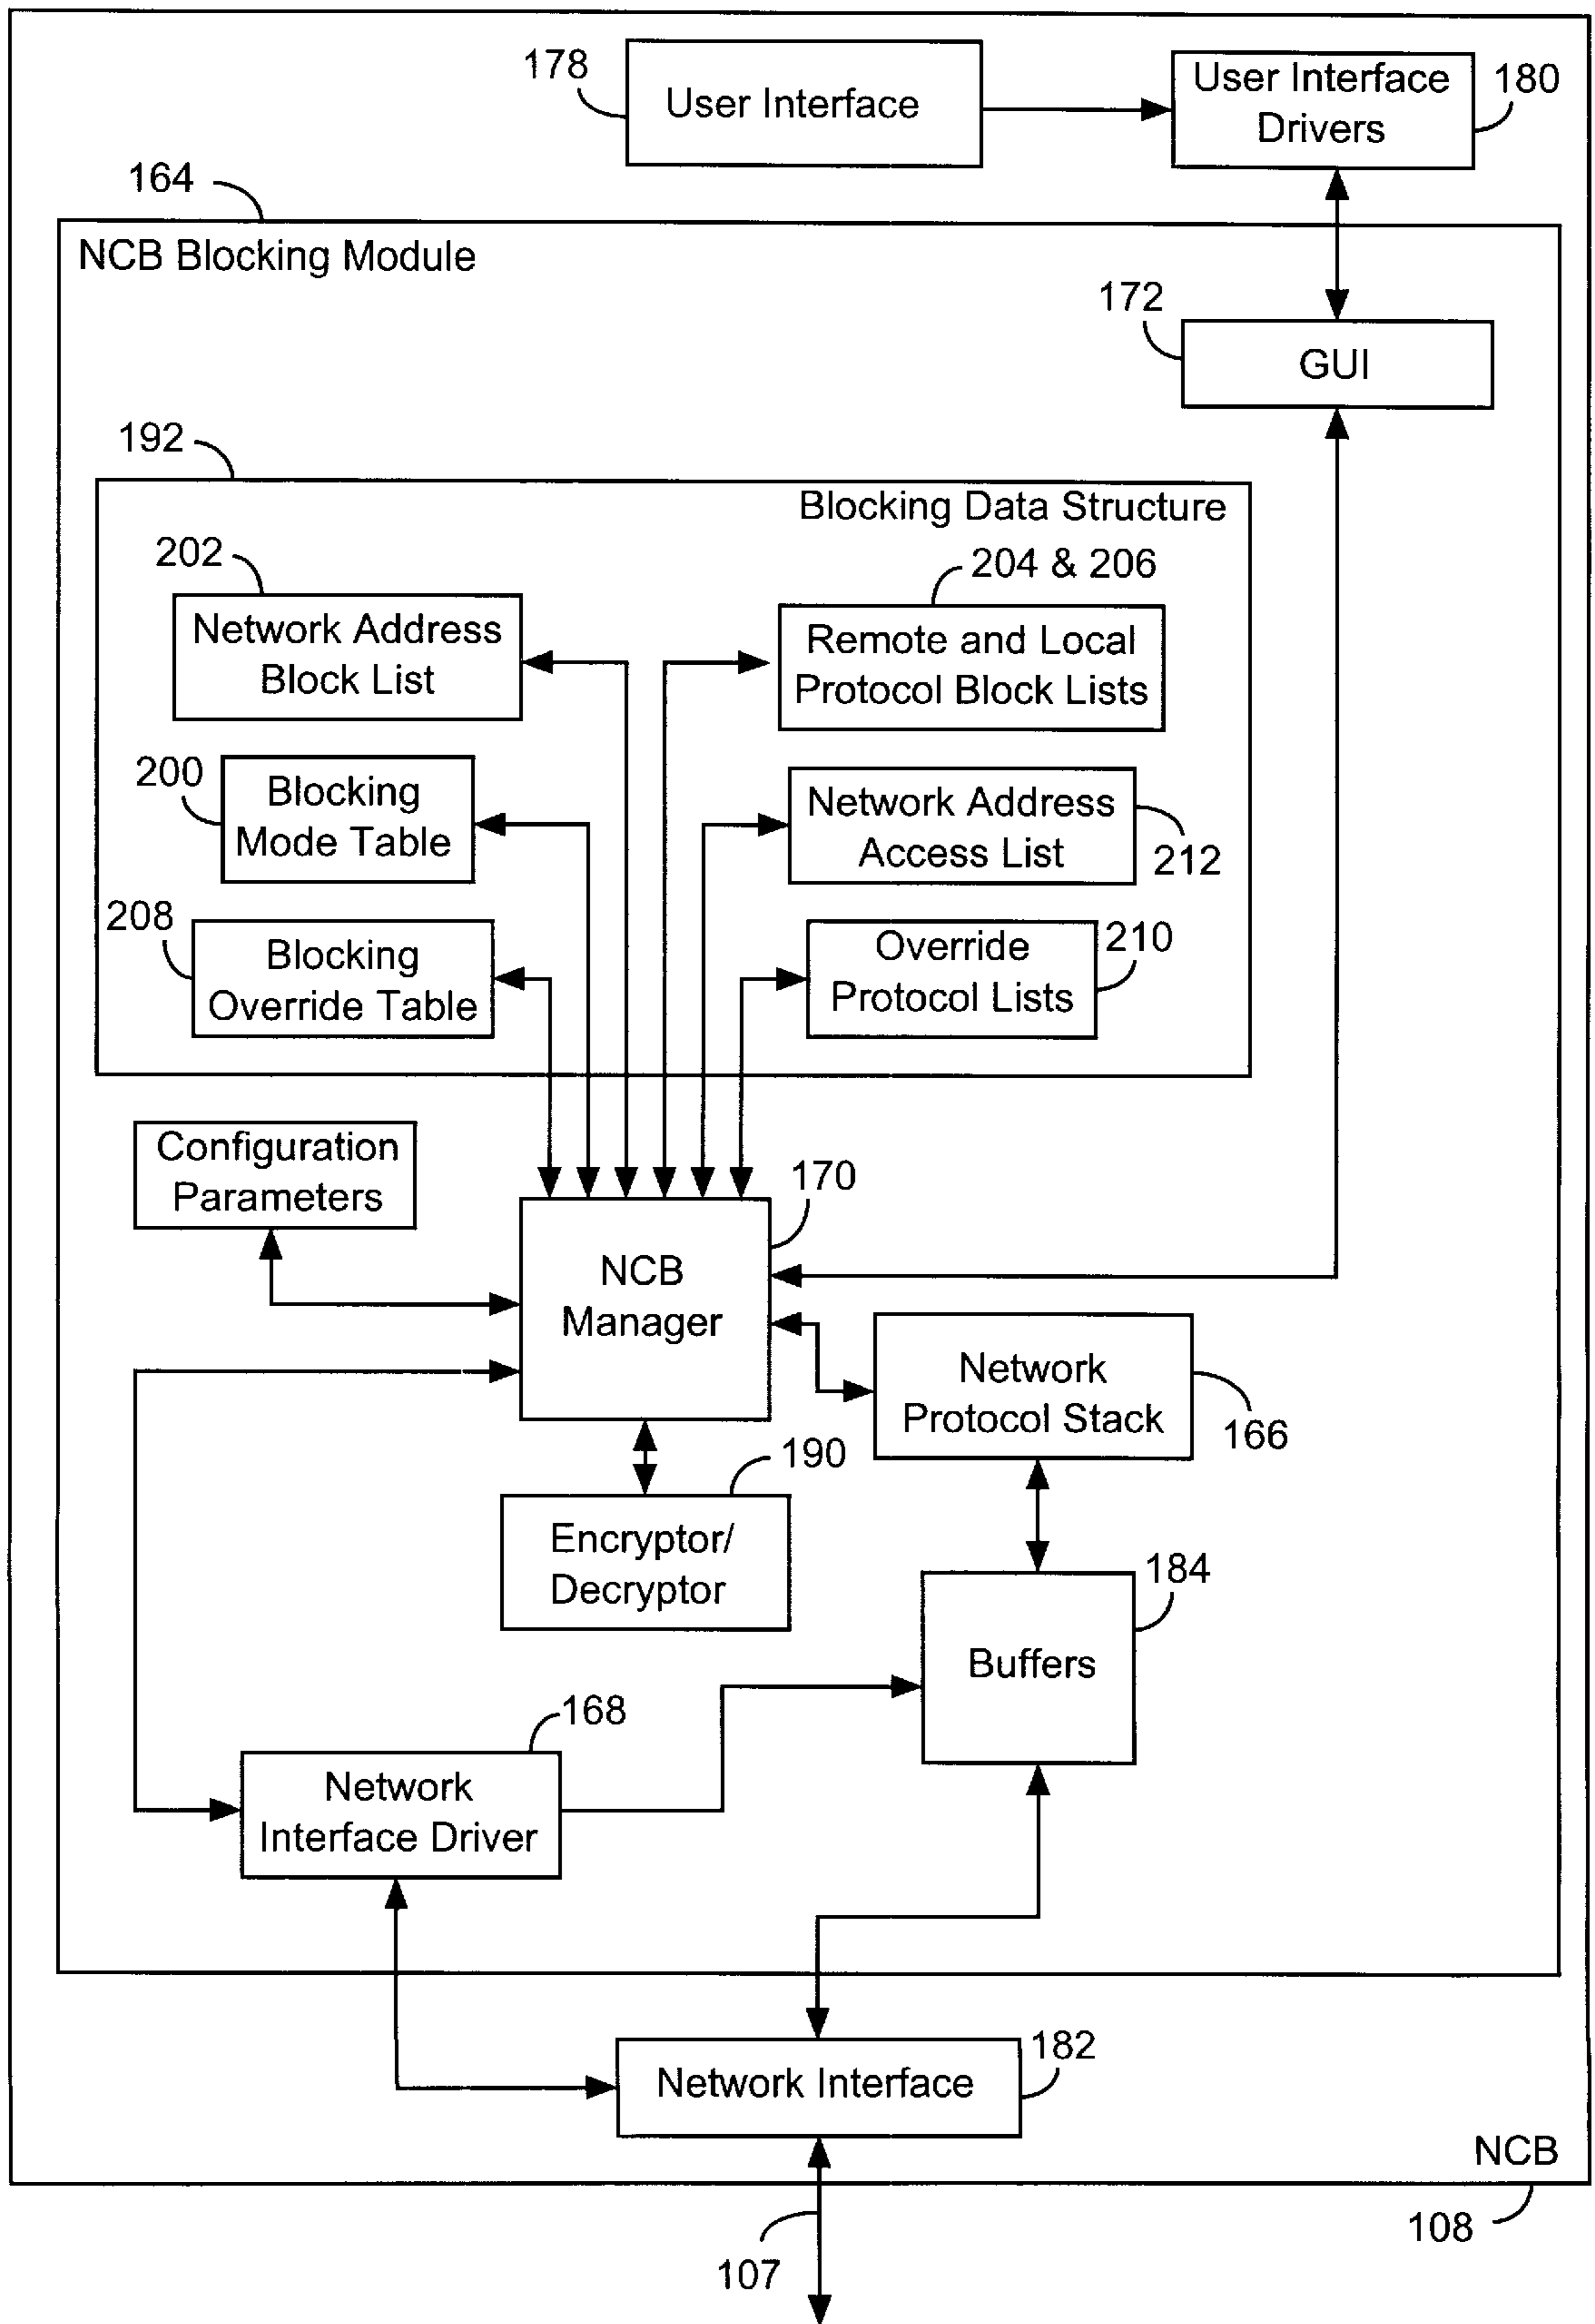 178
User Interface
User Interface
Drivers
180
164
NCB Blocking Module
172
GUI
192
Blocking Data Structure
202
204 & 206
Network Address
Block List
Remote and Local
Protocol Block Lists
200
Blocking
Mode Table
Network Address
Access List
212
208
Blocking
Override Table
Override
Protocol Lists
210
Configuration
Parameters
170
NCB
Manager
Network
Protocol Stack
166
190
Encryptor/
Decryptor
184
Buffers
168
Network
Interface Driver
182
Network Interface
NCB
108
107